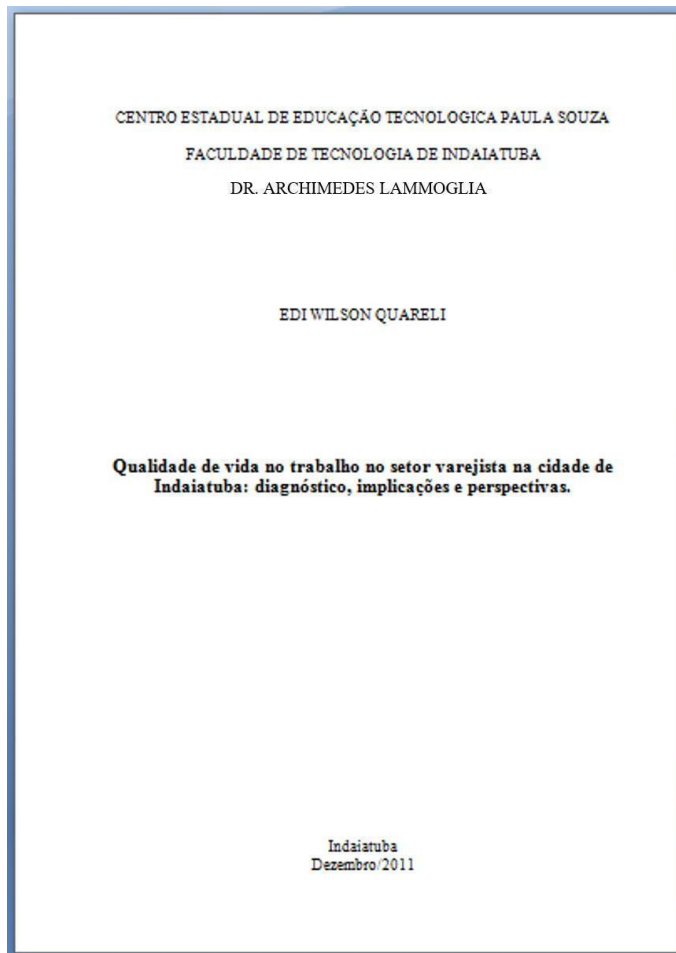 CENTRO ESTADUAL DE EDUCAÇÃO TECNOLOGICA PAULA SOUZA
FACULDADE DE TECNOLOGIA DE INDAIATUBA
DR. ARCHIMEDES LAMMOGLIA
EDI WILSON QUARELI
Qualidade de vida no trabalho no setor varejista na cidade de
Indaiatuba: diagnóstico, implicações e perspectivas.
Indaiatuba
Dezembro/2011